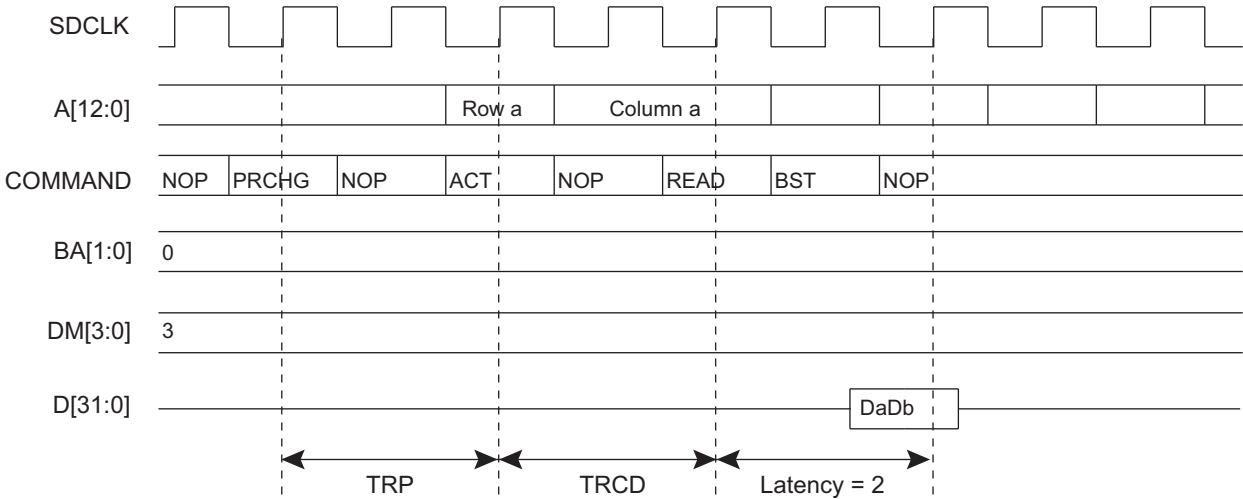 SDCLK
A[12:0] Row a Column a
COMMAND NOP PRCHG NOP ACT NOP READ BST NOP
BA[1:0] 0
DM[3:0] 3
D[31:0] DaDb
TRP TRCD Latency = 2